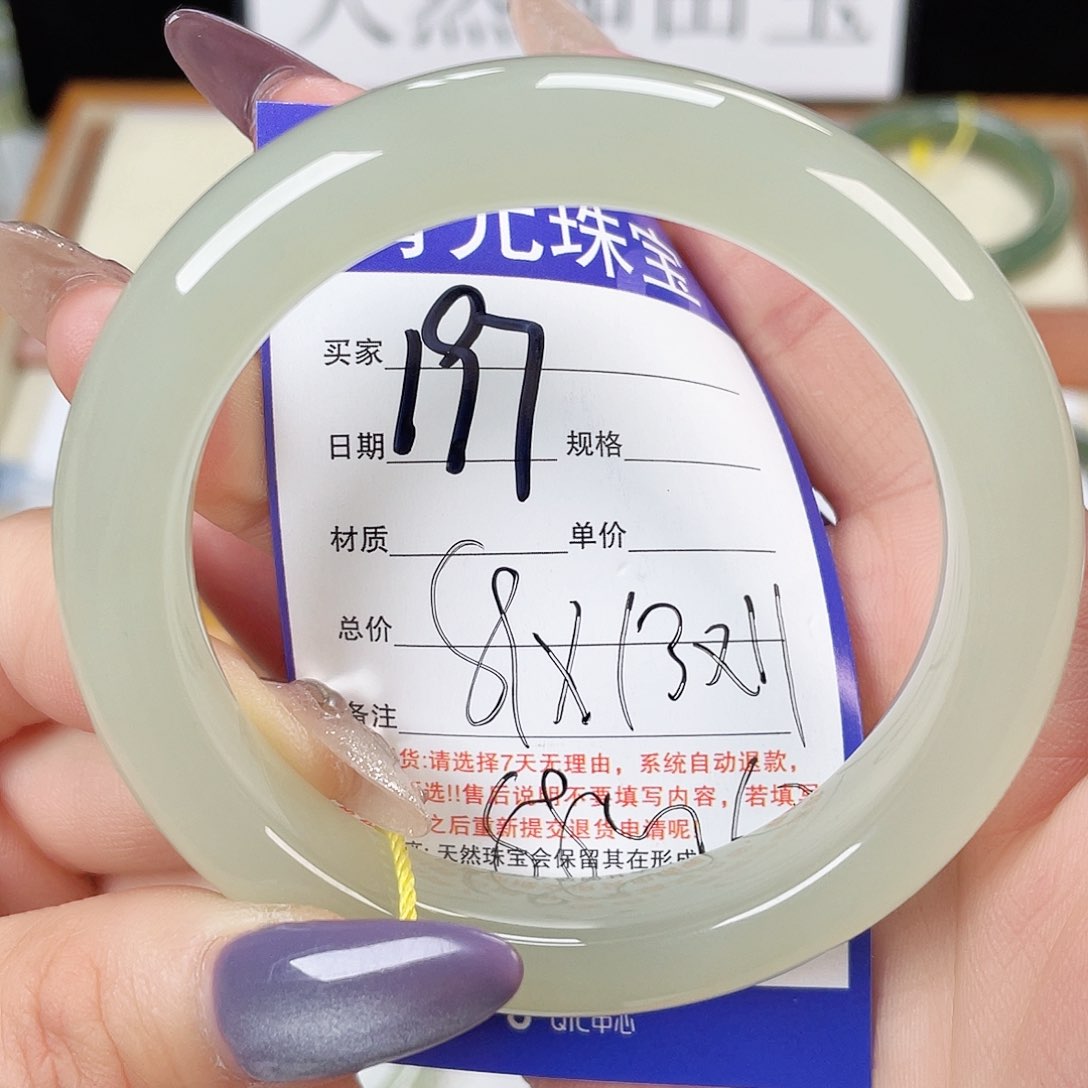 天然和田玉
元珠宝
买家 197
日期 规格
材质 单价
总价
备注
货:请选择7天无理由，系统自动退款，
选!!售后说明不要填写内容，若填写
之后重新提交退货申请呢!
天然珠宝会保留其在形成
QIC中心